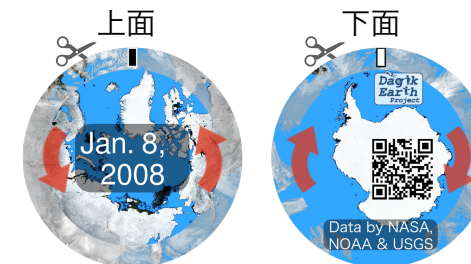 上面
下面
Jan. 8,
2008
Dagik
Earth
Project
Data by NASA,
NOAA & USGS